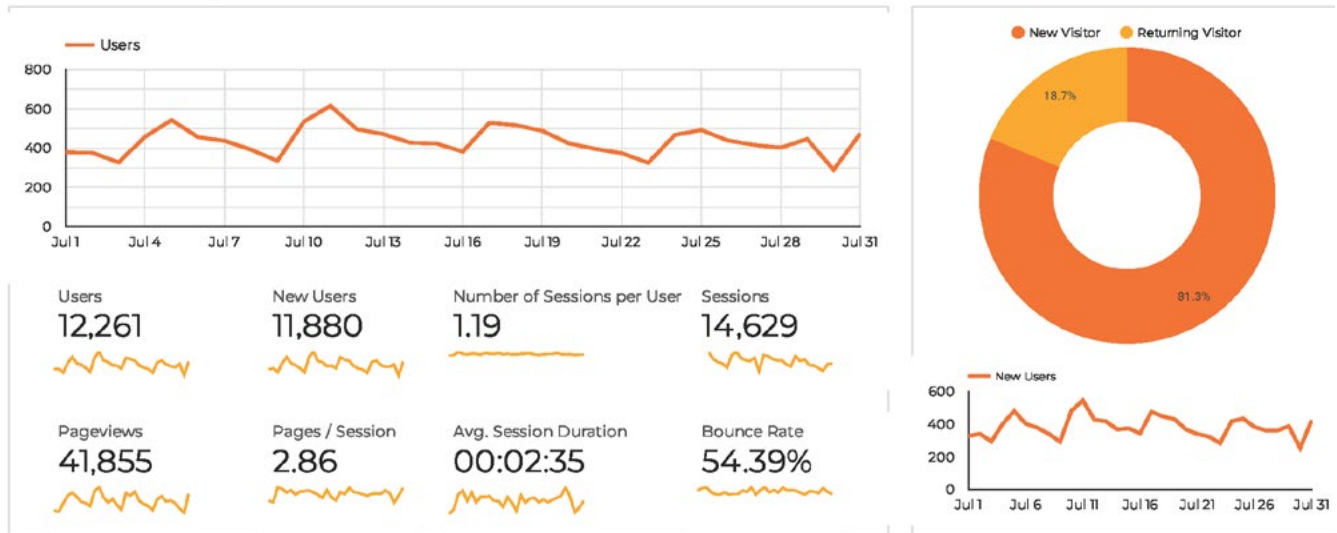 Users
800
600
400
200
0
Jul 1 Jul 4 Jul 7 Jul 10 Jul 13 Jul 16 Jul 19 Jul 22 Jul 25 Jul 28 Jul 31
Users New Users Number of Sessions per User Sessions
12,261 11,880 1.19 14,629
Pageviews Pages / Session Avg. Session Duration Bounce Rate
41,855 2.86 00:02:35 54.39%
New Visitor Returning Visitor
18.7%
81.3%
New Users
600
400
200
0
Jul 1 Jul 6 Jul 11 Jul 16 Jul 21 Jul 26 Jul 31